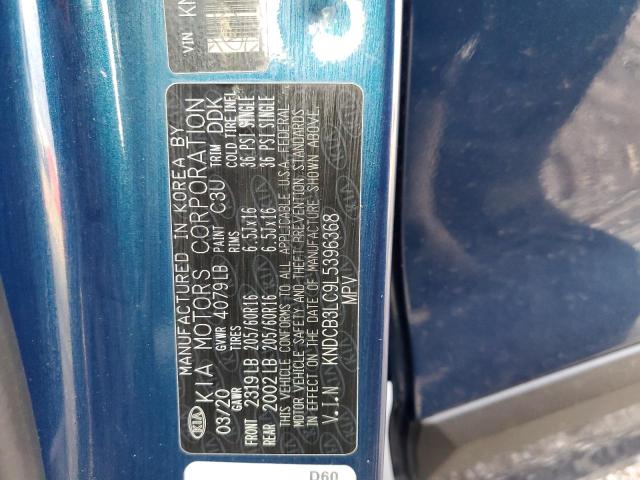 VIN KN
MANUFACTURED IN KOREA BY
KIA KIA MOTORS CORPORATION
03/20 GVWR 4079LB PAINT C3U TRIM DDK
GAWR TIRES RIMS COLD TIRE INFL
FRONT 2319LB 205/60R16 6.5JX16 36 PSI SINGLE
REAR 2002LB 205/60R16 6.5JX16 36 PSI SINGLE
THIS VEHICLE CONFORMS TO ALL APPLICABLE U.S.A. FEDERAL
MOTOR VEHICLE SAFETY AND THEFT PREVENTION STANDARDS
IN EFFECT ON THE DATE OF MANUFACTURE SHOWN ABOVE.
V.I.N KNDCB3LC9L5396368
MPV
D60